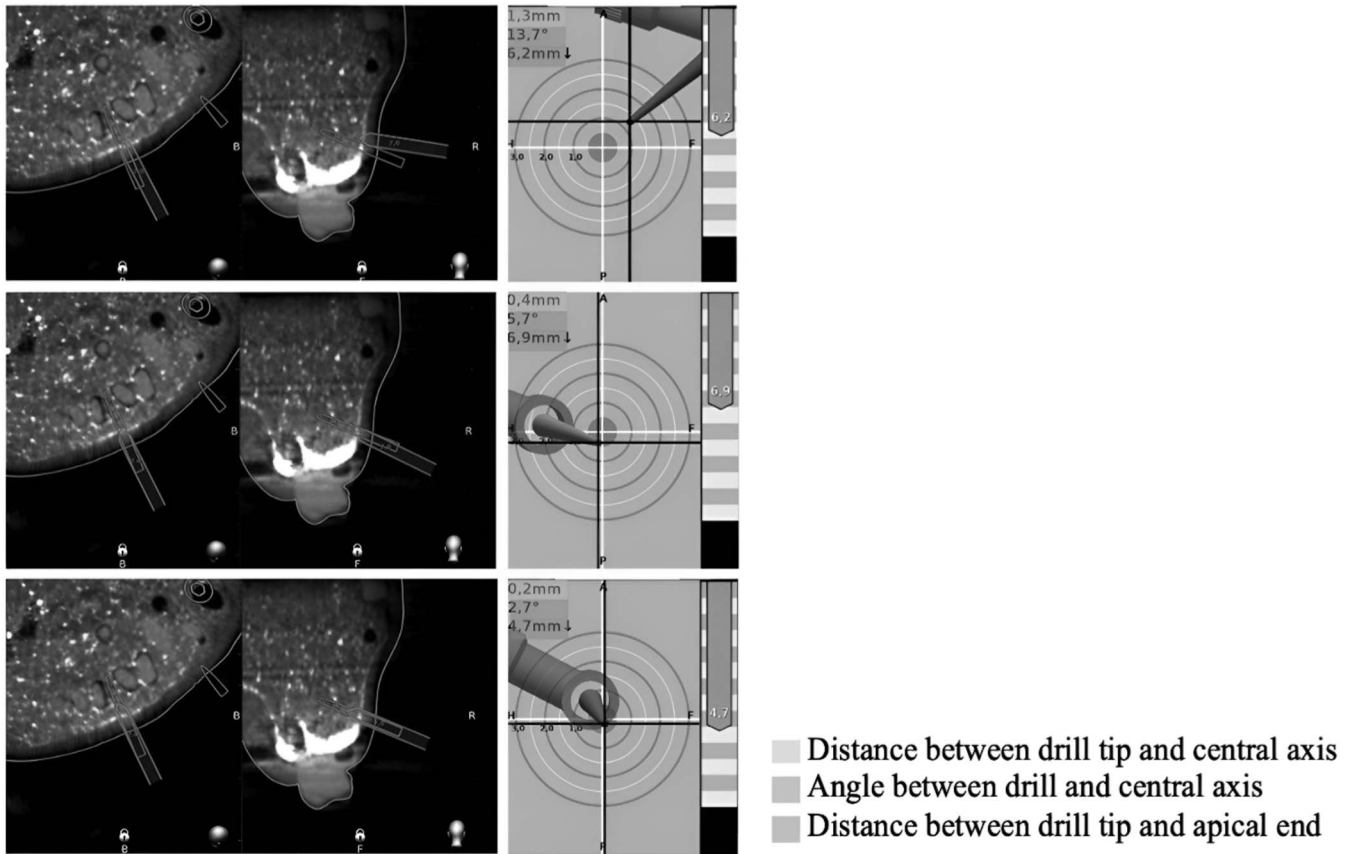 1,3mm
13,7°
6,2mm↓
A
6,2
7,0
B
R
H
F
3,0 2,0 1,0
P
F
0,4mm
5,7°
6,9mm↓
A
6,9
B
R
H
F
B
F
P
0,2mm
2,7°
4,7mm↓
A
4,7
B
R
H
F
3,0 2,0 1,0
B
F
P
Distance between drill tip and central axis
Angle between drill and central axis
Distance between drill tip and apical end